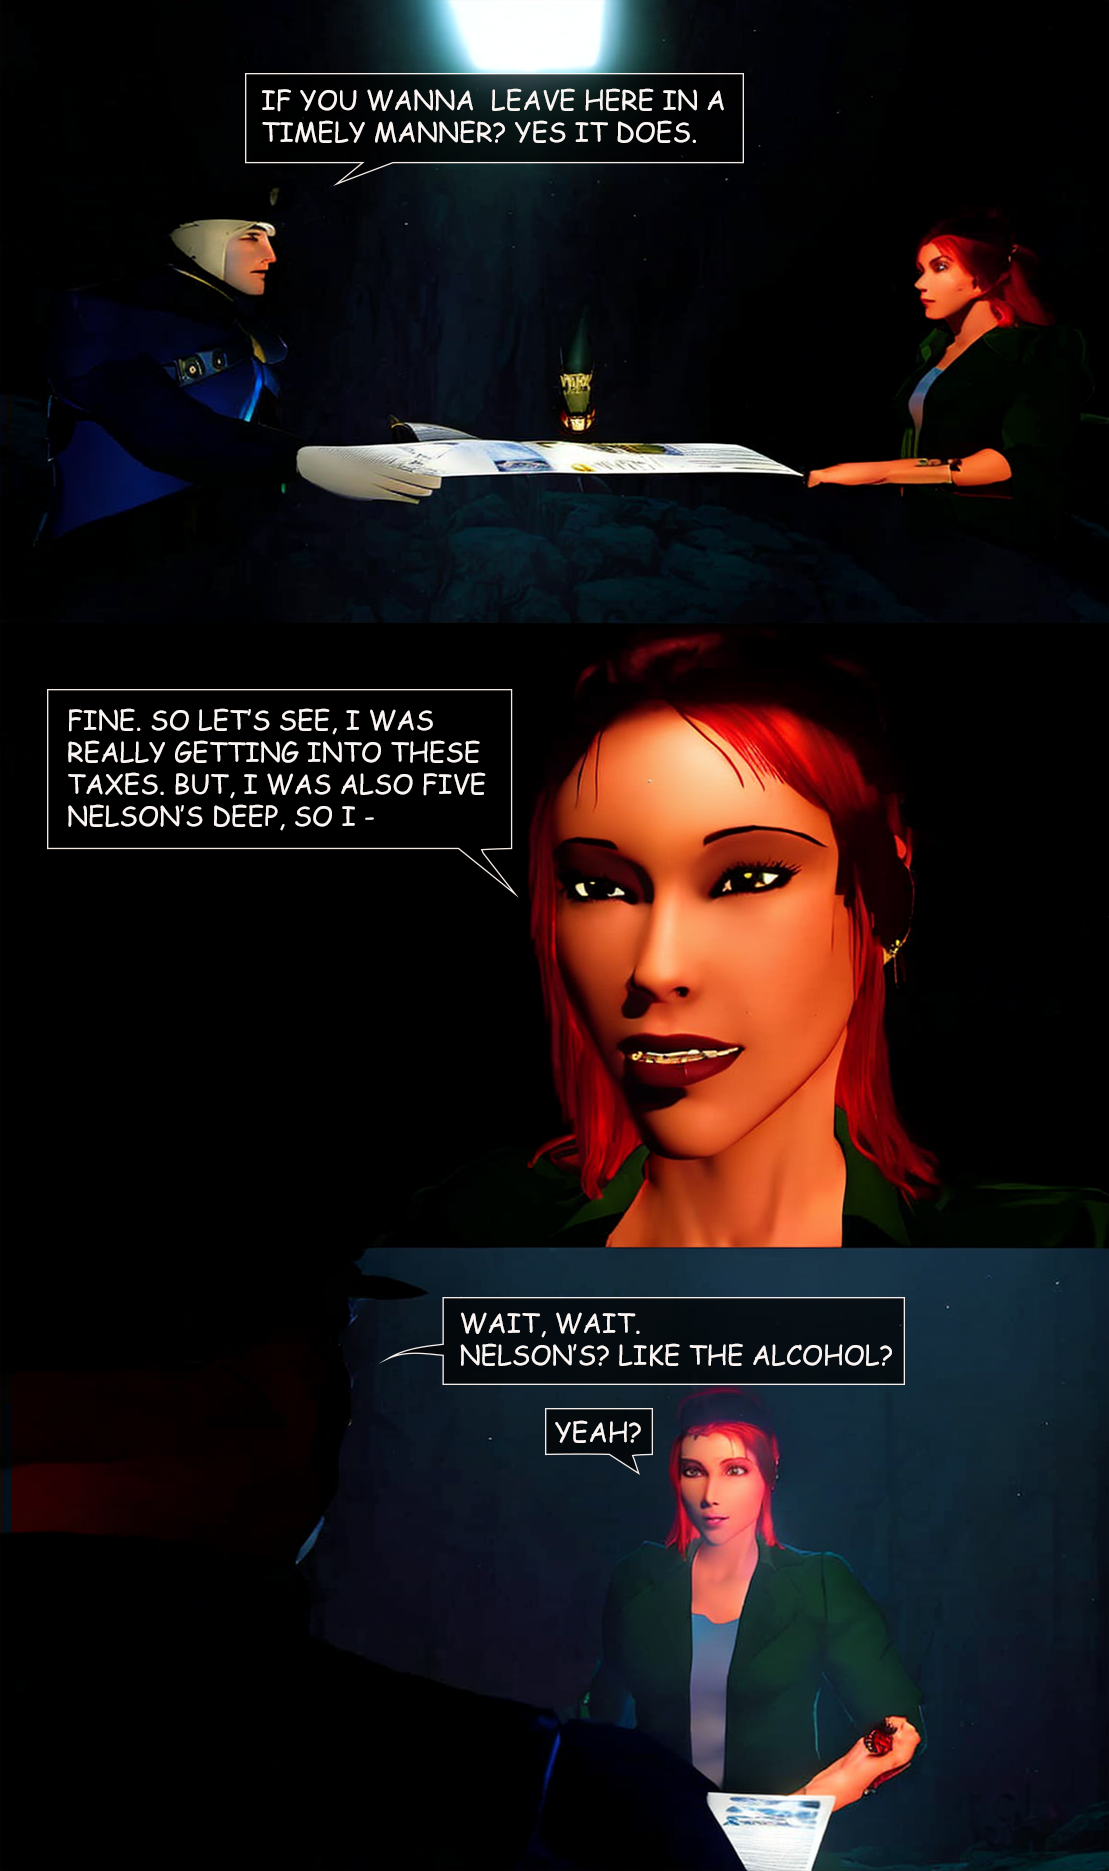 IF YOU WANNA LEAVE HERE IN A
TIMELY MANNER? YES IT DOES.
FINE. SO LET'S SEE, I WAS
REALLY GETTING INTO THESE
TAXES. BUT, I WAS ALSO FIVE
NELSON'S DEEP, SO I -
WAIT, WAIT.
NELSON'S? LIKE THE ALCOHOL?
YEAH?